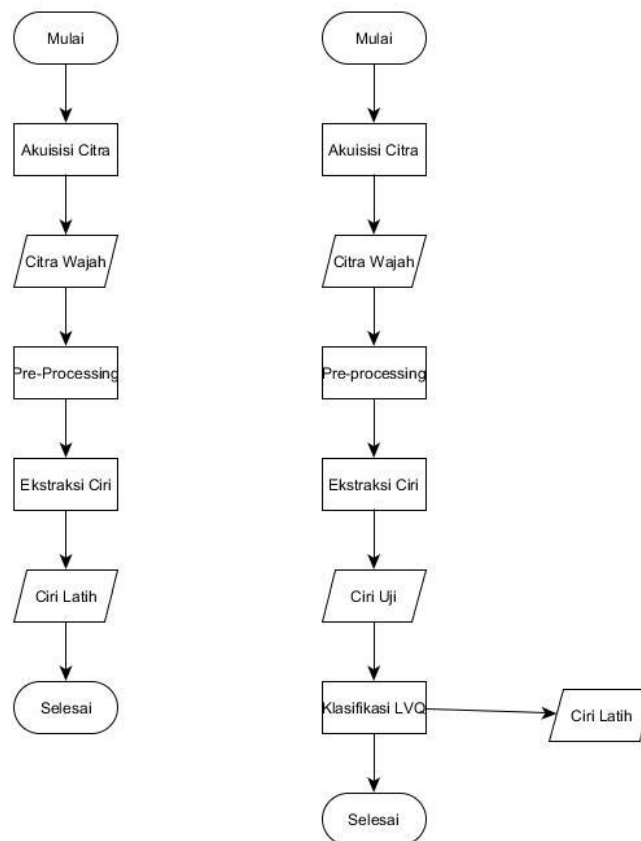 Mulai
Akuisisi Citra
Citra Wajah
Pre-Processing
Ekstraksi Ciri
Ciri Latih
Selesai
Mulai
Akuisisi Citra
Citra Wajah
Pre-processing
Ekstraksi Ciri
Ciri Uji
Klasifikasi LVQ
Ciri Latih
Selesai